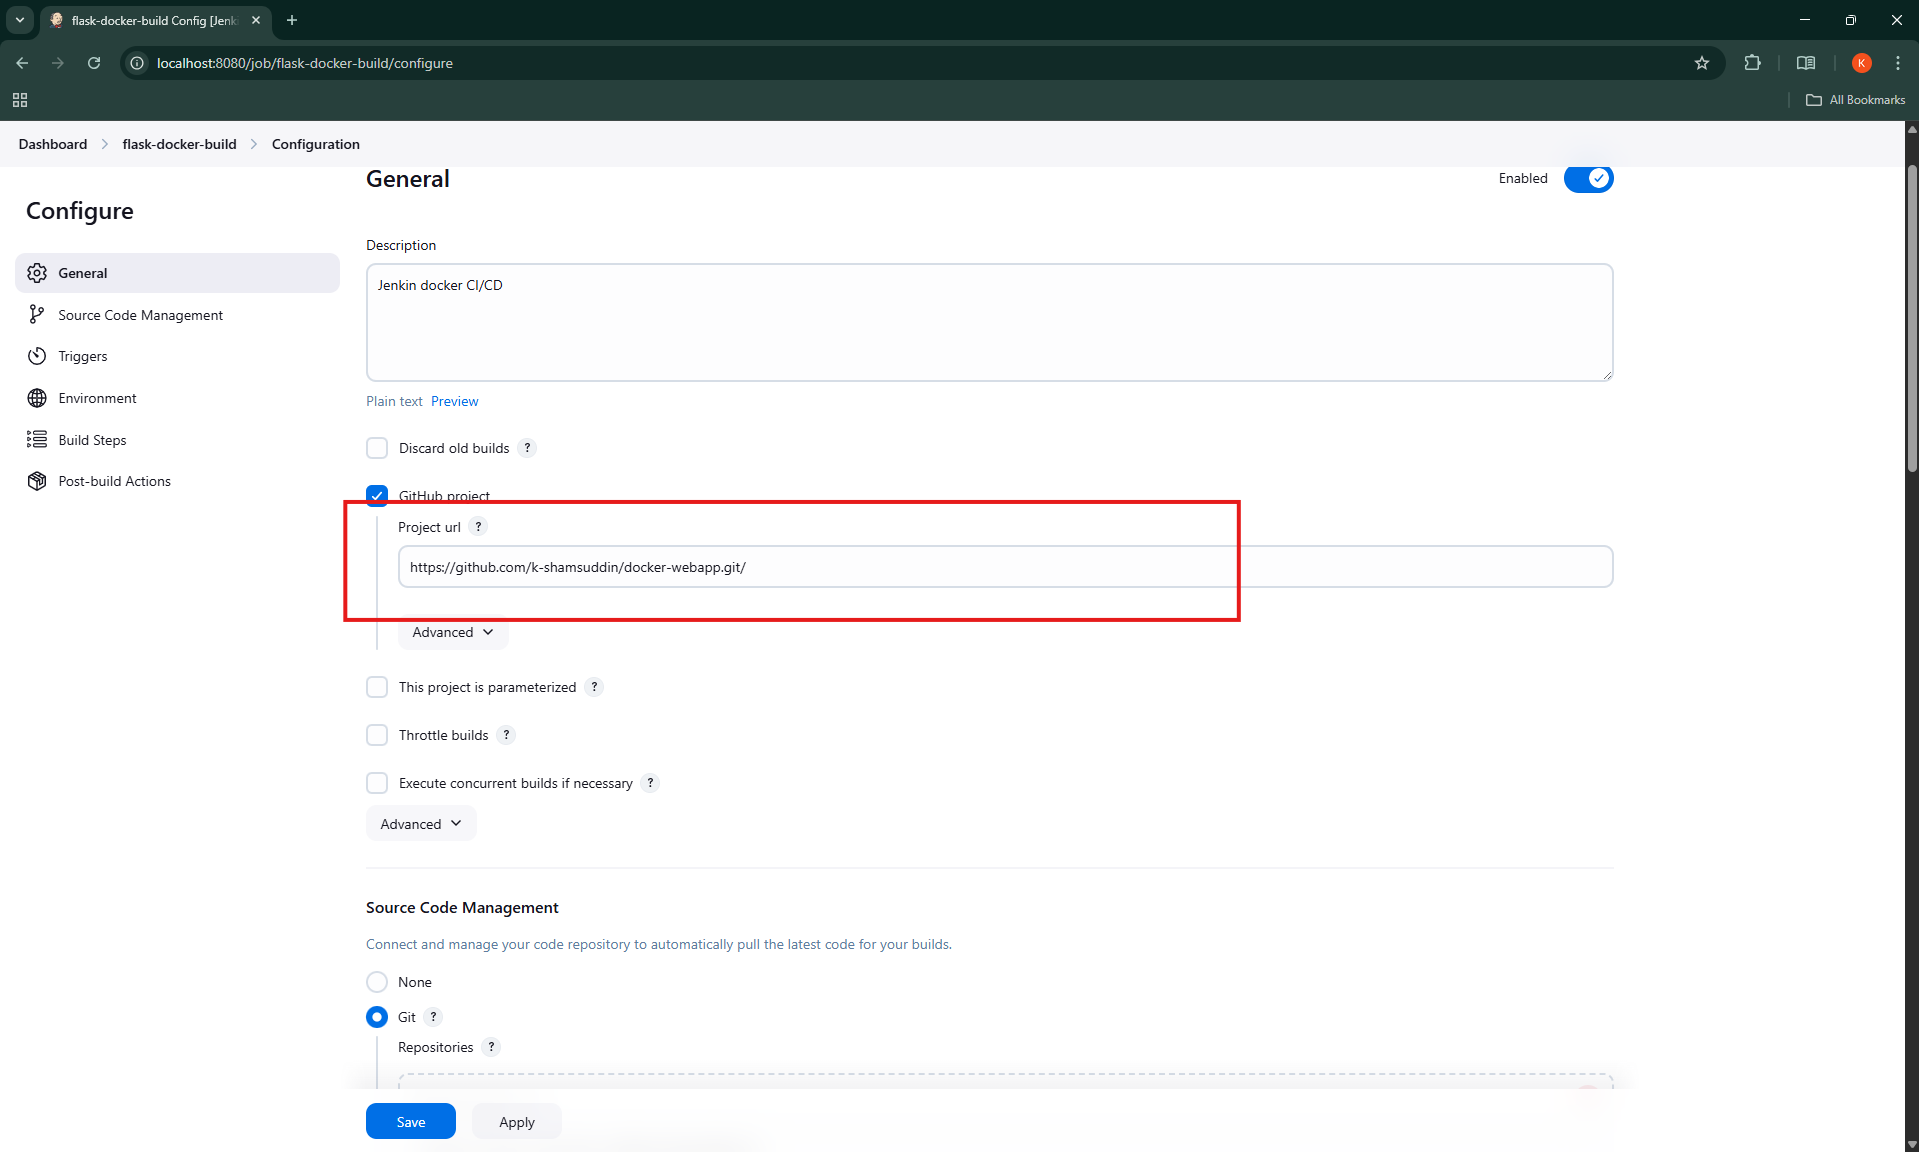 flask-docker-build Config [Jenk
localhost:8080/job/flask-docker-build/configure
K
All Bookmarks
Dashboard flask-docker-build Configuration
General
Enabled
Configure
General
Source Code Management
Triggers
Environment
Build Steps
Post-build Actions
Description
Jenkin docker CI/CD
Plain text Preview
Discard old builds ?
GitHub project
Project url ?
https://github.com/k-shamsuddin/docker-webapp.git/
Advanced
This project is parameterized ?
Throttle builds ?
Execute concurrent builds if necessary ?
Advanced
Source Code Management
Connect and manage your code repository to automatically pull the latest code for your builds.
None
Git ?
Repositories ?
Save Apply